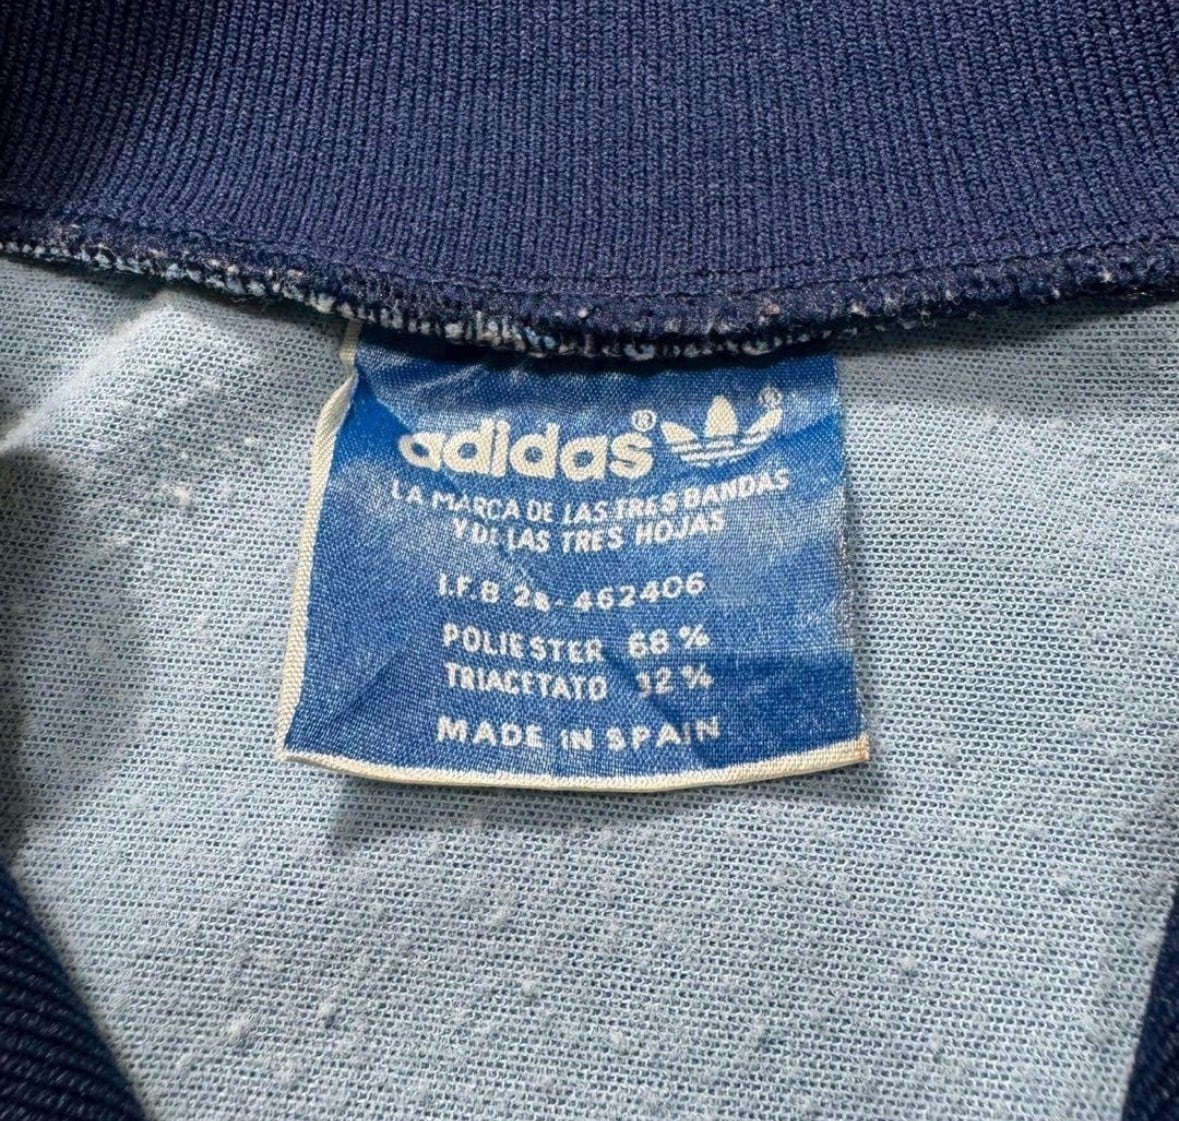 adidas®
LA MARCA DE LAS TRES BANDAS
Y DE LAS TRES HOJAS
I.F.B 28-462406
POLIESTER 68%
TRIACETATO 32%
MADE IN SPAIN